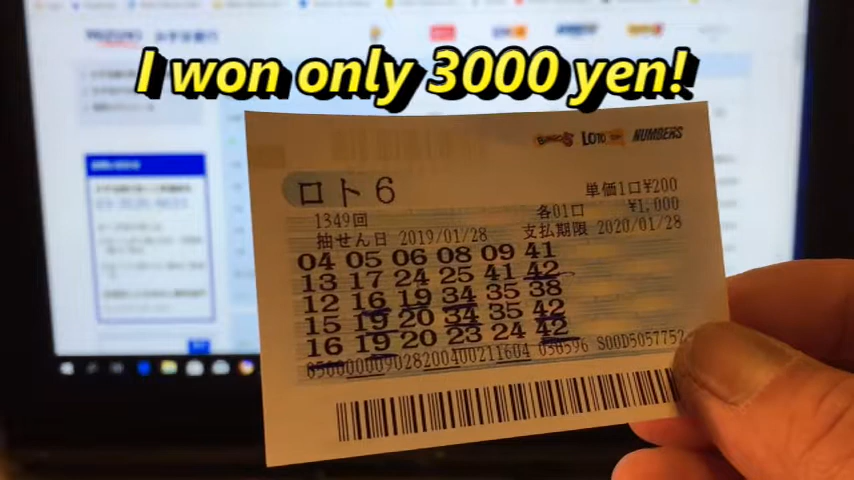 I won only 3000 yen!
BINGO5 LOTO NUMBERS
ロト6
単価1口¥200
1349回
各01口 ¥1,000
抽せん日 2019/01/28 支払期限 2020/01/28
04 05 06 08 09 41
13 17 24 25 41 42
12 16 19 34 35 38
15 19 20 34 35 42
16 19 20 23 24 42